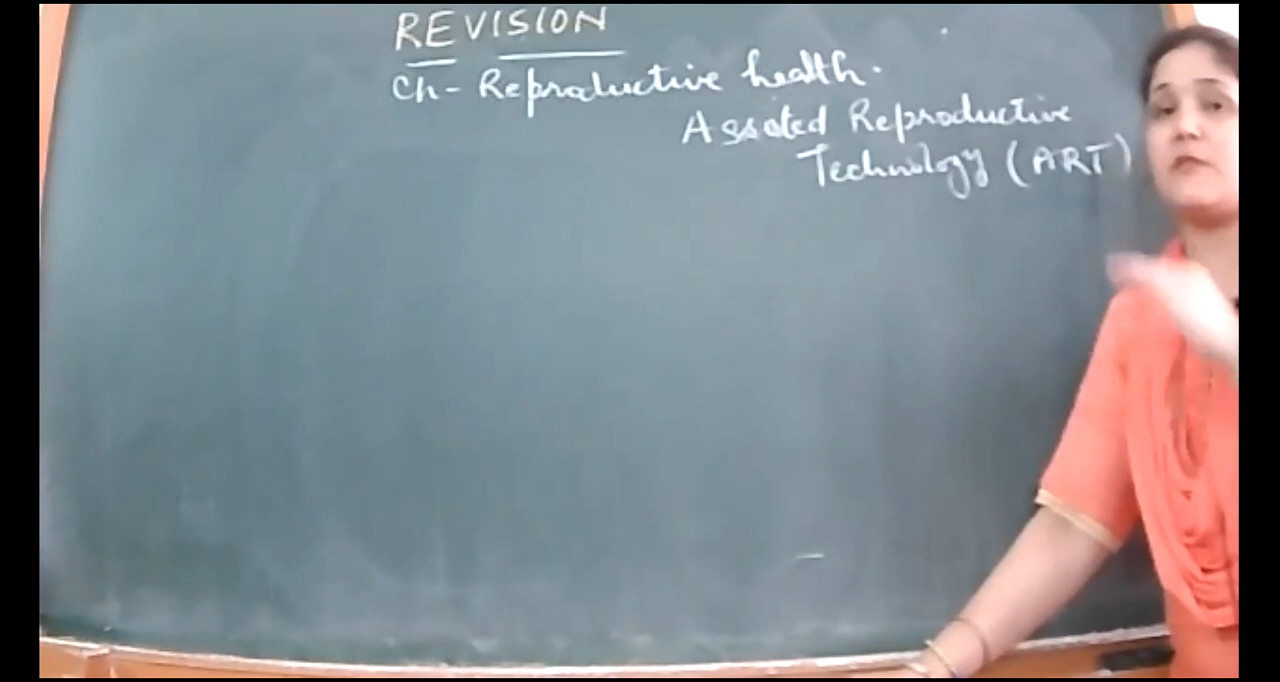 REVISION
Ch - Reproductive health.
Assisted Reproductive
Technology (ART)